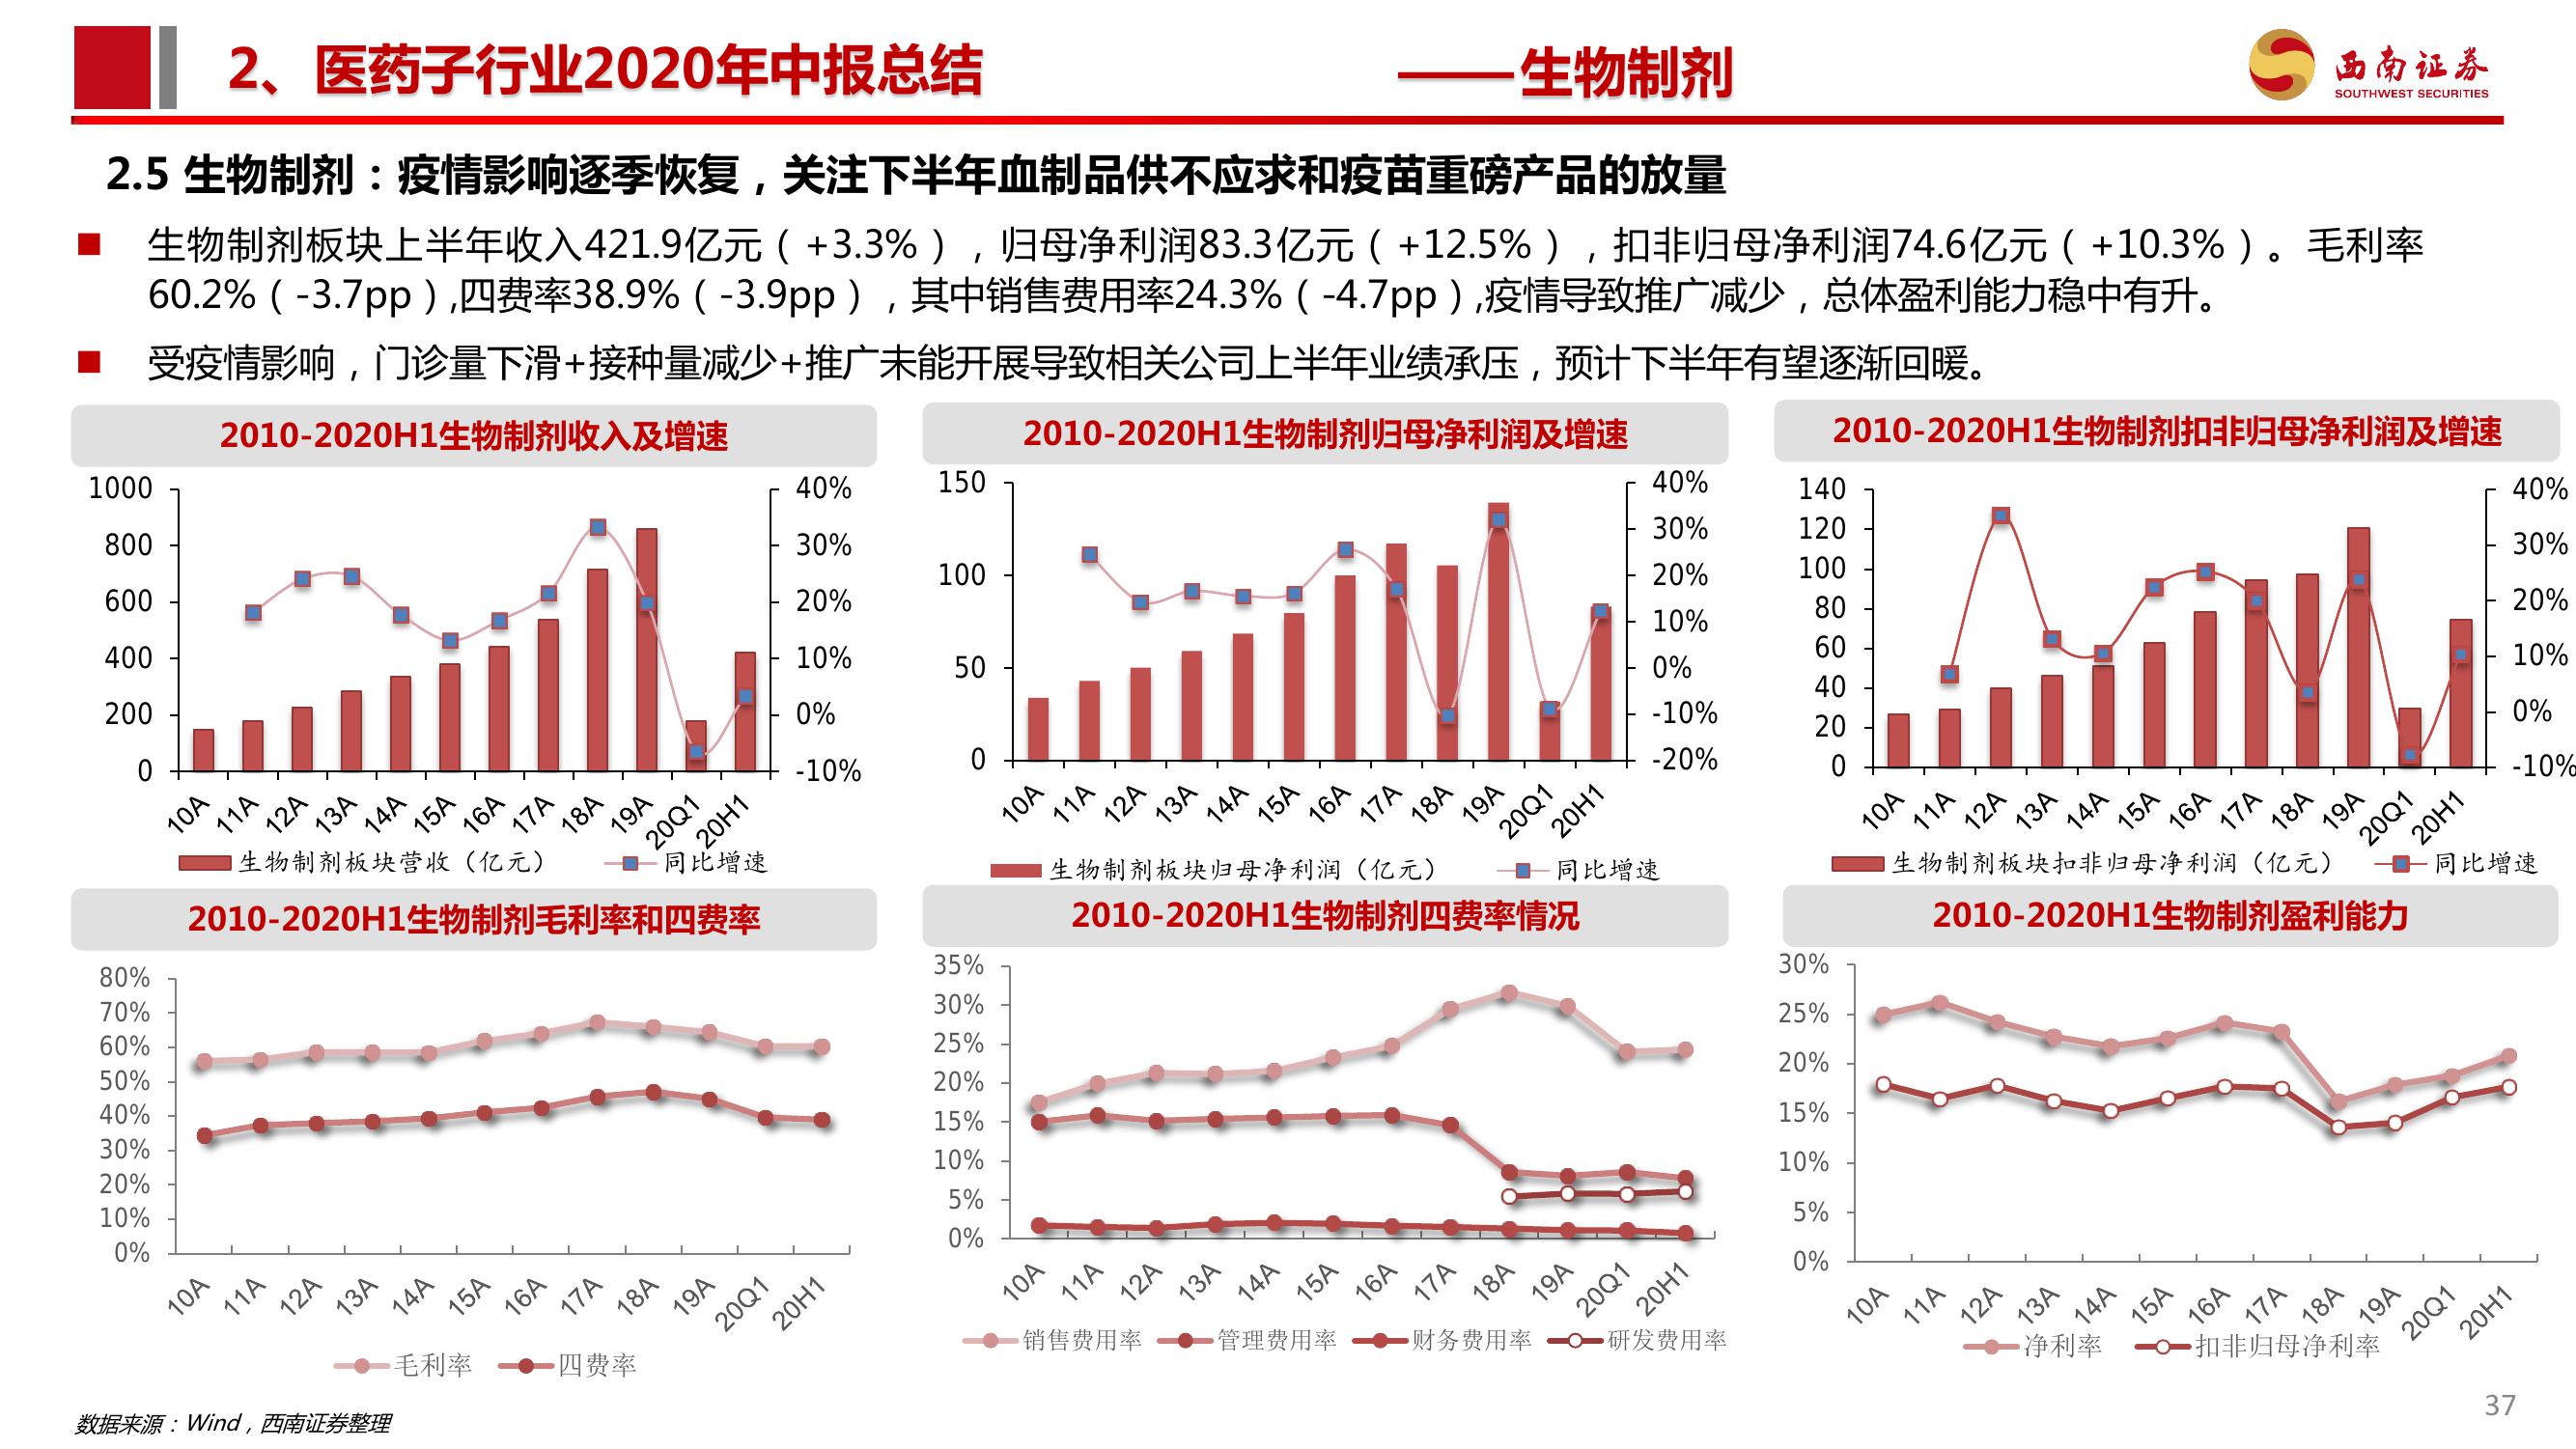 2、医药子行业2020年中报总结
——生物制剂
西南证券
SOUTHWEST SECURITIES
2.5 生物制剂：疫情影响逐季恢复，关注下半年血制品供不应求和疫苗重磅产品的放量
生物制剂板块上半年收入421.9亿元（+3.3%），归母净利润83.3亿元（+12.5%），扣非归母净利润74.6亿元（+10.3%）。毛利率
60.2%（-3.7pp）,四费率38.9%（-3.9pp），其中销售费用率24.3%（-4.7pp）,疫情导致推广减少，总体盈利能力稳中有升。
受疫情影响，门诊量下滑+接种量减少+推广未能开展导致相关公司上半年业绩承压，预计下半年有望逐渐回暖。
2010-2020H1生物制剂收入及增速
1000
800
600
400
200
0
40%
30%
20%
10%
0%
-10%
10A 11A 12A 13A 14A 15A 16A 17A 18A 19A 20Q1 20H1
生物制剂板块营收（亿元） 同比增速
2010-2020H1生物制剂归母净利润及增速
150
100
50
0
40%
30%
20%
10%
0%
-10%
-20%
10A 11A 12A 13A 14A 15A 16A 17A 18A 19A 20Q1 20H1
生物制剂板块归母净利润（亿元） 同比增速
2010-2020H1生物制剂扣非归母净利润及增速
140
120
100
80
60
40
20
0
40%
30%
20%
10%
0%
-10%
10A 11A 12A 13A 14A 15A 16A 17A 18A 19A 20Q1 20H1
生物制剂板块扣非归母净利润（亿元） 同比增速
2010-2020H1生物制剂毛利率和四费率
80%
70%
60%
50%
40%
30%
20%
10%
0%
10A 11A 12A 13A 14A 15A 16A 17A 18A 19A 20Q1 20H1
毛利率 四费率
2010-2020H1生物制剂四费率情况
35%
30%
25%
20%
15%
10%
5%
0%
10A 11A 12A 13A 14A 15A 16A 17A 18A 19A 20Q1 20H1
销售费用率 管理费用率 财务费用率 研发费用率
2010-2020H1生物制剂盈利能力
30%
25%
20%
15%
10%
5%
0%
10A 11A 12A 13A 14A 15A 16A 17A 18A 19A 20Q1 20H1
净利率 扣非归母净利率
数据来源：Wind，西南证券整理
37